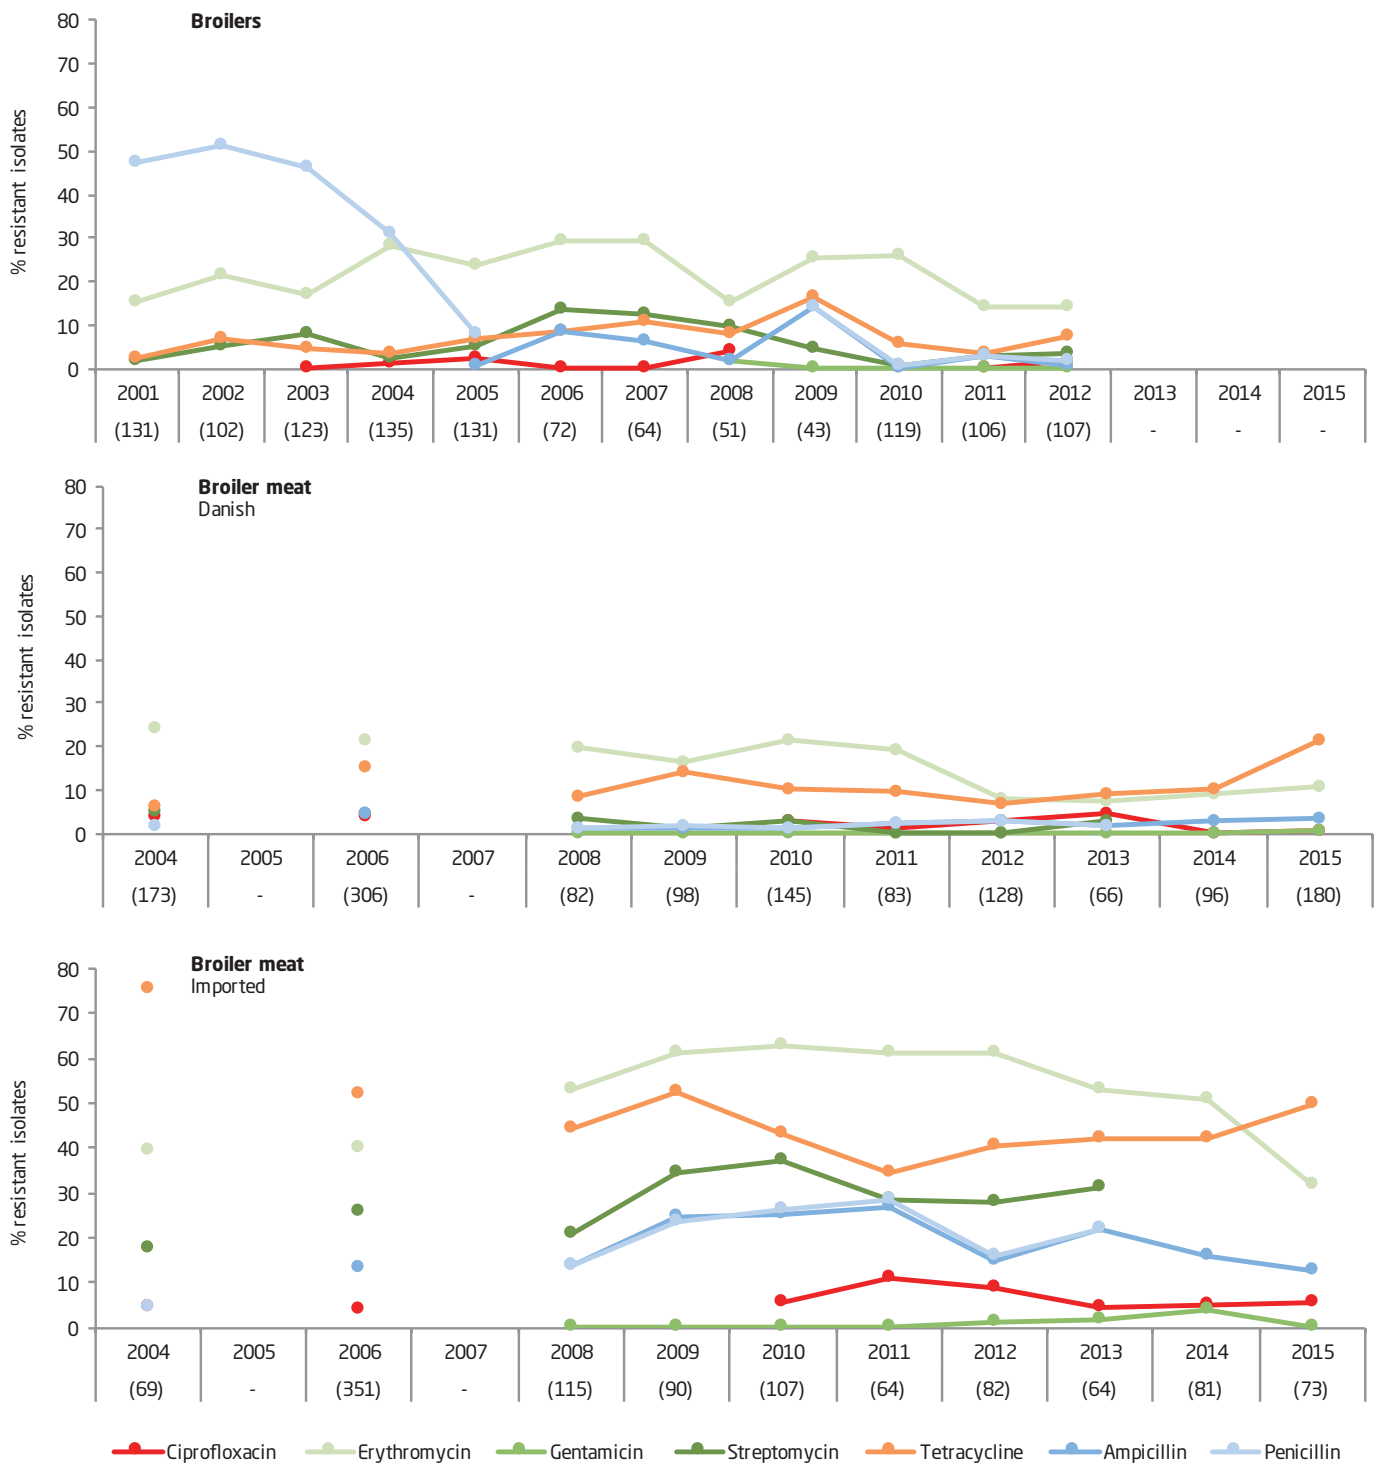 Broilers
% resistant isolates
80
70
60
50
40
30
20
10
0
2001 2002 2003 2004 2005 2006 2007 2008 2009 2010 2011 2012 2013 2014 2015
(131) (102) (123) (135) (131) (72) (64) (51) (43) (119) (106) (107) - - -
Broiler meat
Danish
% resistant isolates
80
70
60
50
40
30
20
10
0
2004 2005 2006 2007 2008 2009 2010 2011 2012 2013 2014 2015
(173) - (306) - (82) (98) (145) (83) (128) (66) (96) (180)
Broiler meat
Imported
% resistant isolates
80
70
60
50
40
30
20
10
0
2004 2005 2006 2007 2008 2009 2010 2011 2012 2013 2014 2015
(69) - (351) - (115) (90) (107) (64) (82) (64) (81) (73)
Ciprofloxacin Erythromycin Gentamicin Streptomycin Tetracycline Ampicillin Penicillin